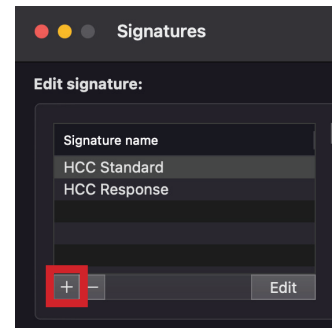 Signatures
Edit signature:
Signature name
HCC Standard
HCC Response
+ − Edit